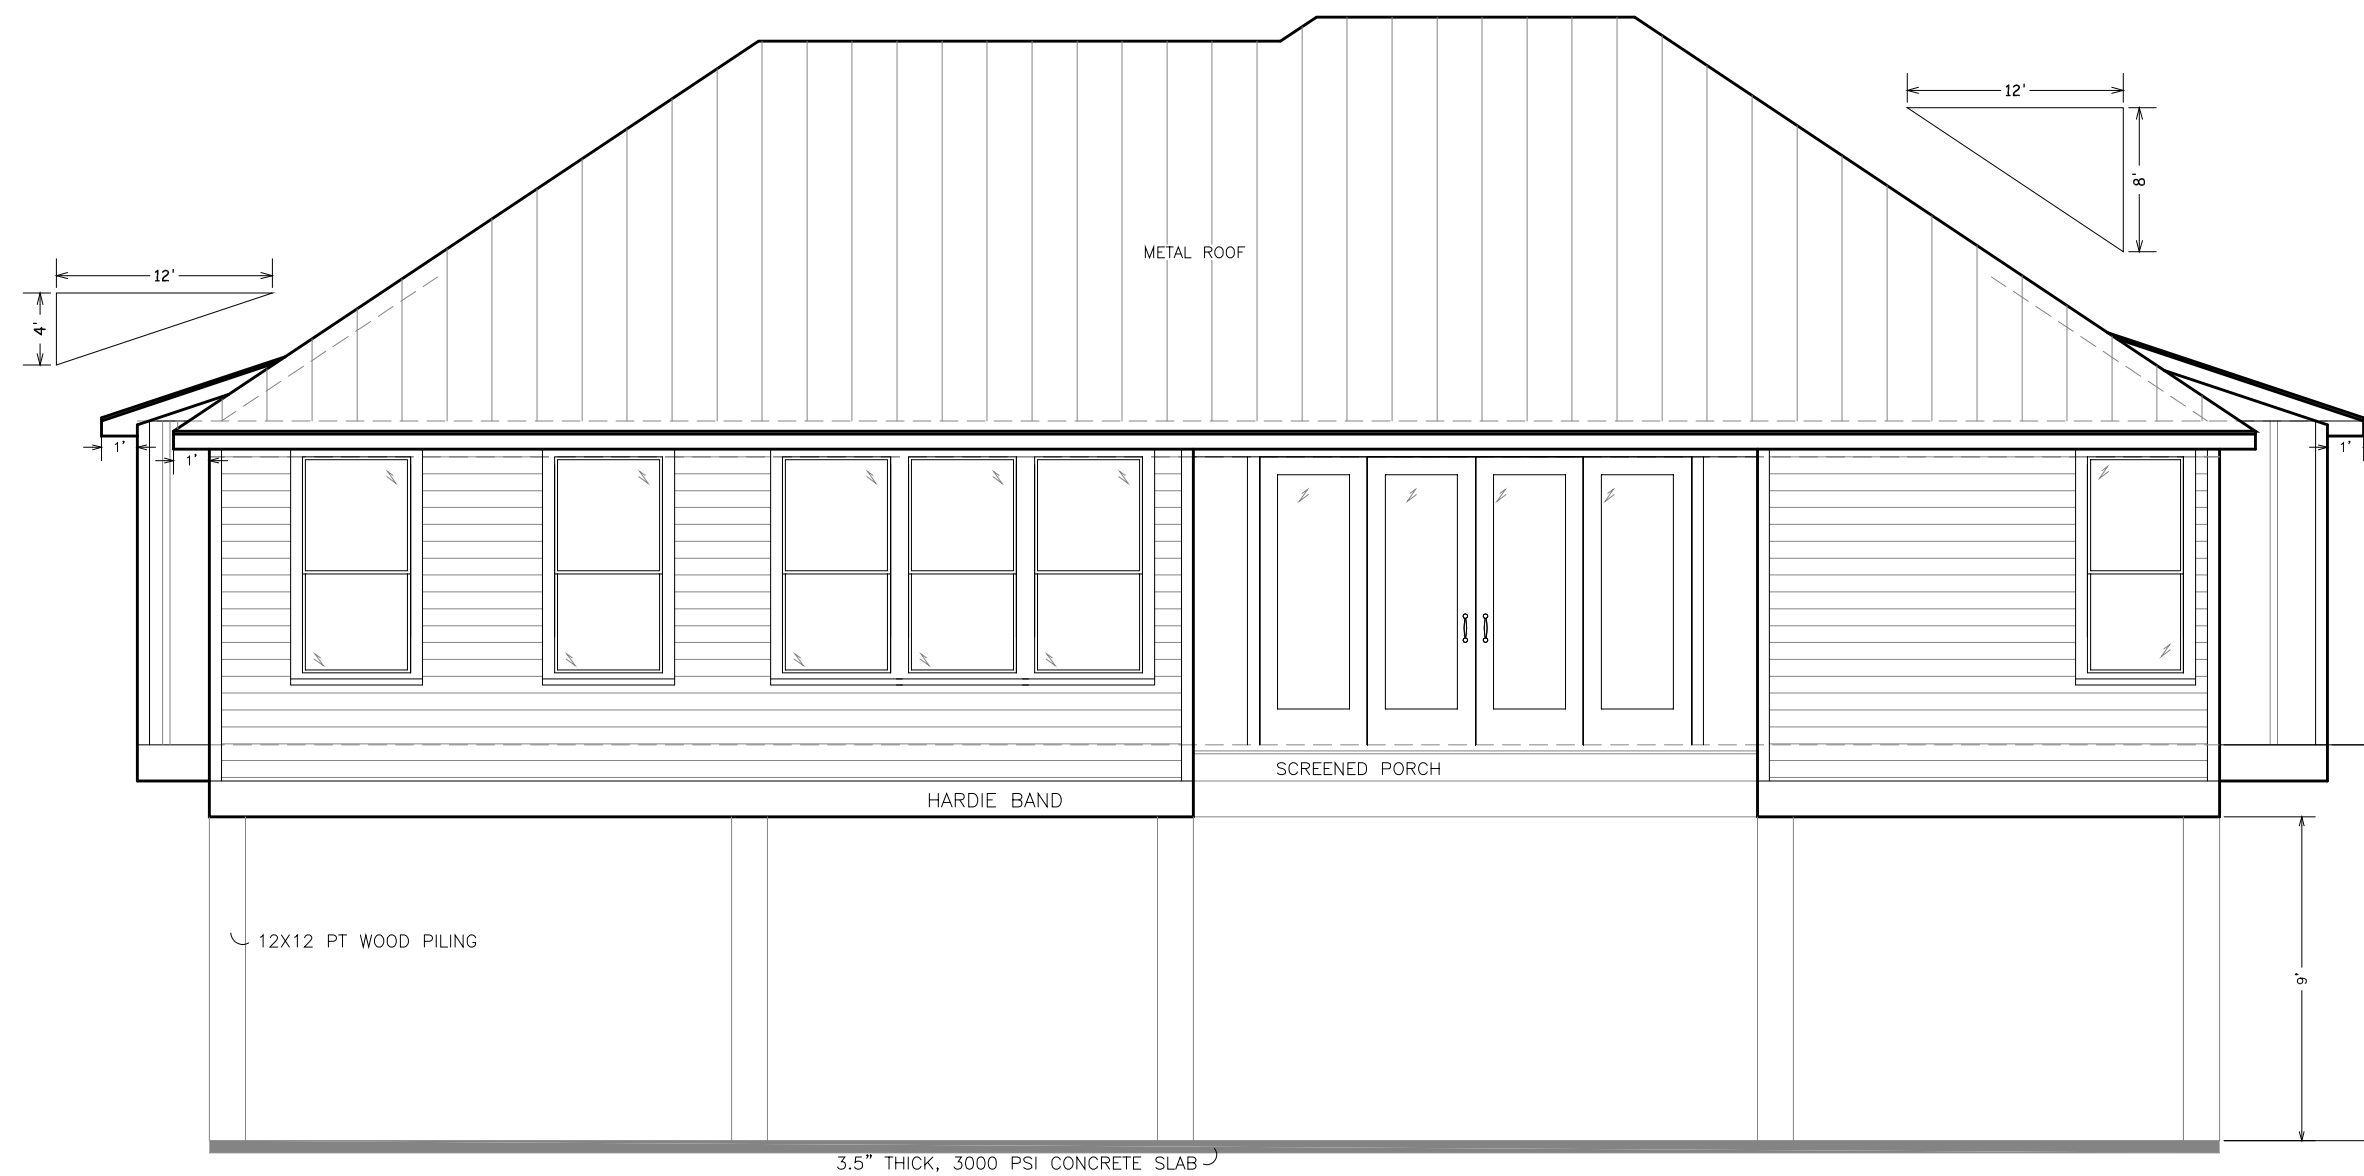 12'
8'
METAL ROOF
12'
4'
1'
1'
1'
SCREENED PORCH
HARDIE BAND
12X12 PT WOOD PILING
9'
3.5" THICK, 3000 PSI CONCRETE SLAB